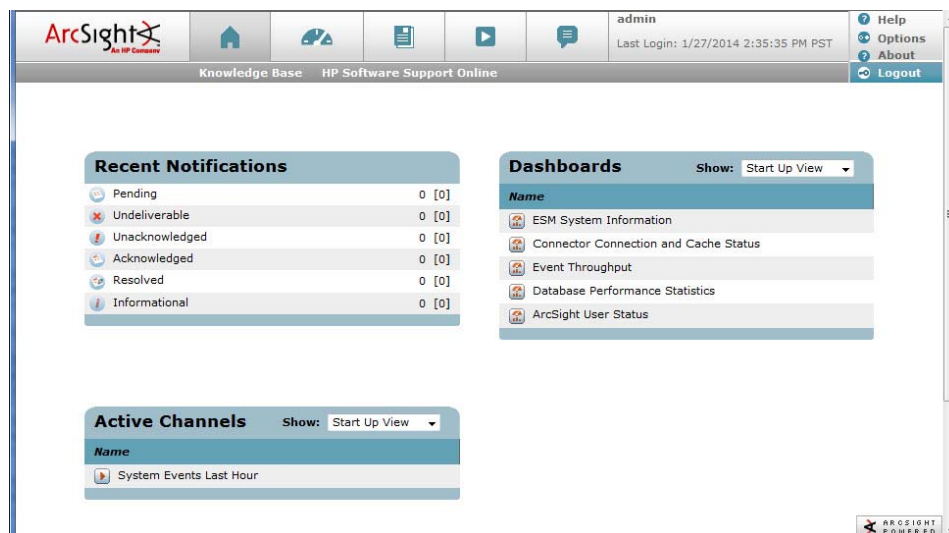 ArcSight
An HP Company
admin
Last Login: 1/27/2014 2:35:35 PM PST
Help
Options
About
Logout
Knowledge Base HP Software Support Online
Recent Notifications
Pending 0 [0]
Undeliverable 0 [0]
Unacknowledged 0 [0]
Acknowledged 0 [0]
Resolved 0 [0]
Informational 0 [0]
Dashboards Show: Start Up View
Name
ESM System Information
Connector Connection and Cache Status
Event Throughput
Database Performance Statistics
ArcSight User Status
Active Channels Show: Start Up View
Name
System Events Last Hour
ARCSIGHT
POWERED